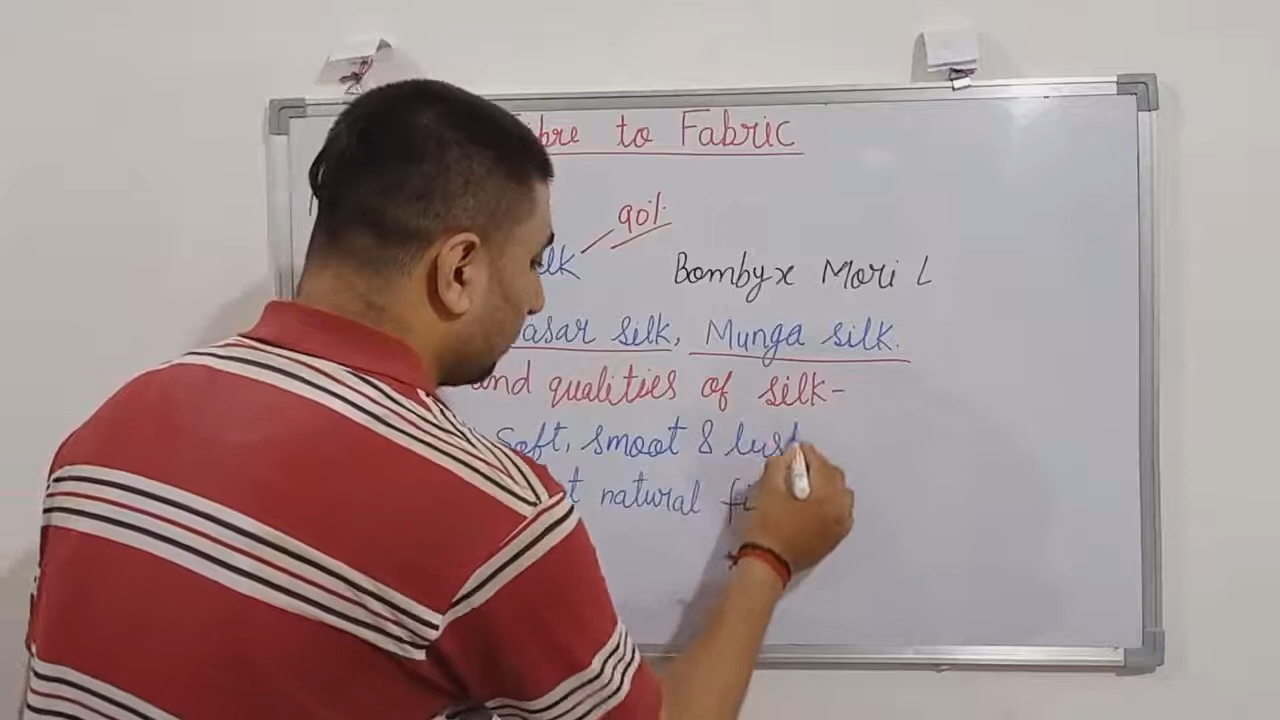 ibre to Fabric
90%
lk
Bombyx Mori L
asar silk, Munga silk.
and qualities of silk-
Soft, smoot & lust
t natural fi